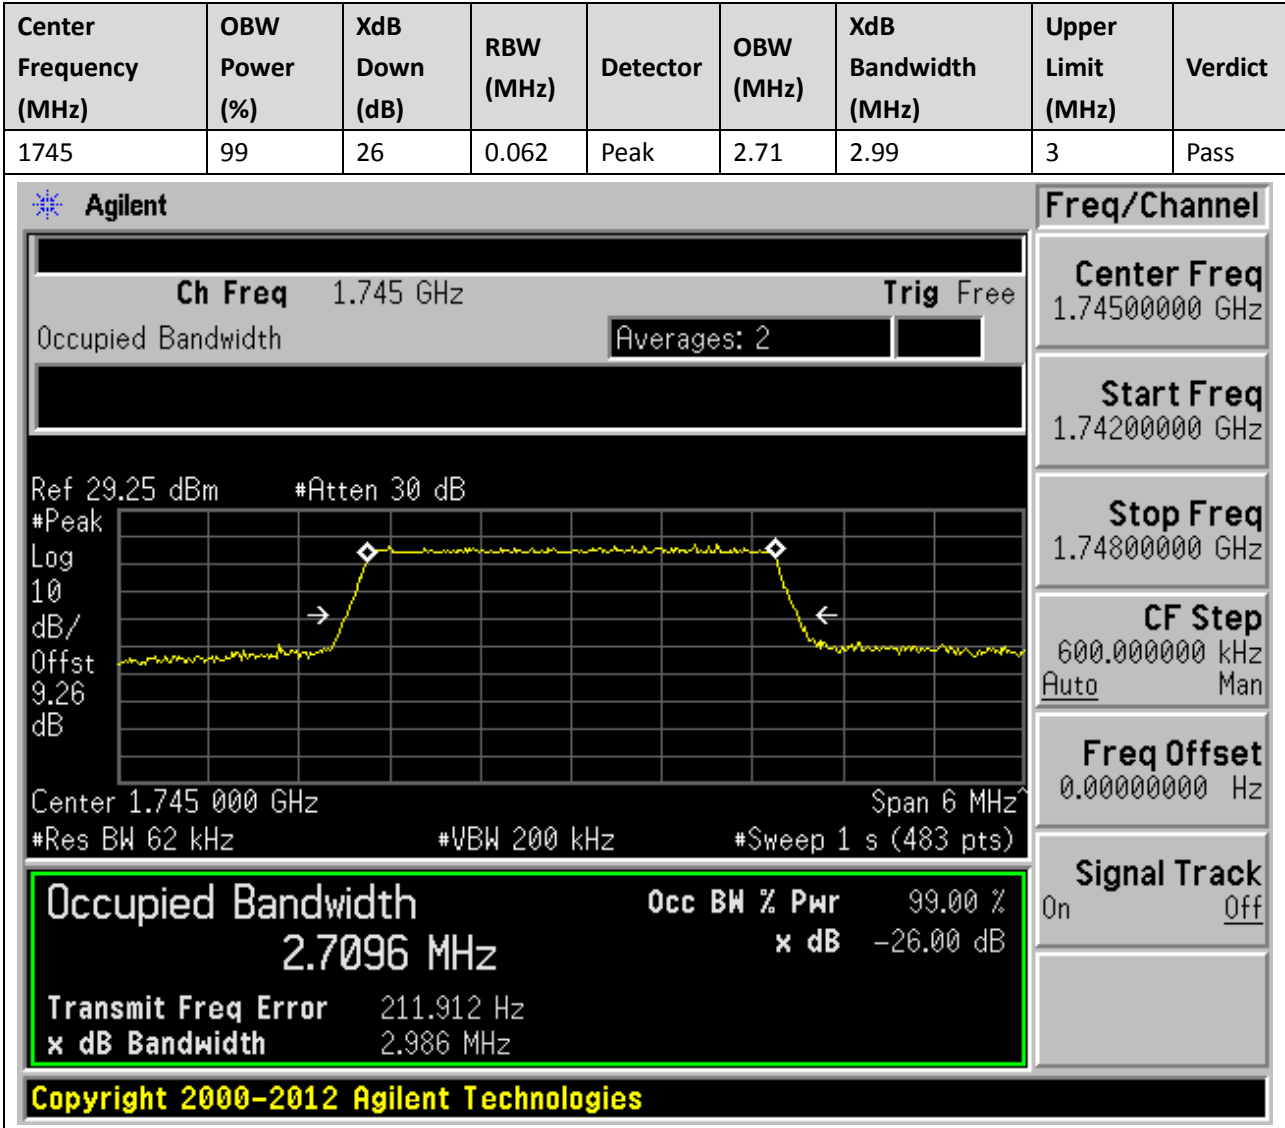 Center Frequency (MHz) OBW Power (%) XdB Down (dB) RBW (MHz) Detector OBW (MHz) XdB Bandwidth (MHz) Upper Limit (MHz) Verdict
1745 99 26 0.062 Peak 2.71 2.99 3 Pass
Agilent
Ch Freq 1.745 GHz Trig Free
Occupied Bandwidth Averages: 2
Ref 29.25 dBm #Atten 30 dB
#Peak
Log
10
dB/
Offst
9.26
dB
Center 1.745 000 GHz Span 6 MHz^
#Res BW 62 kHz #VBW 200 kHz #Sweep 1 s (483 pts)
Occupied Bandwidth Occ BW % Pwr 99.00 %
2.7096 MHz x dB -26.00 dB
Transmit Freq Error 211.912 Hz
x dB Bandwidth 2.986 MHz
Copyright 2000-2012 Agilent Technologies
Freq/Channel
Center Freq
1.74500000 GHz
Start Freq
1.74200000 GHz
Stop Freq
1.74800000 GHz
CF Step
600.000000 kHz
Auto Man
Freq Offset
0.00000000 Hz
Signal Track
On Off